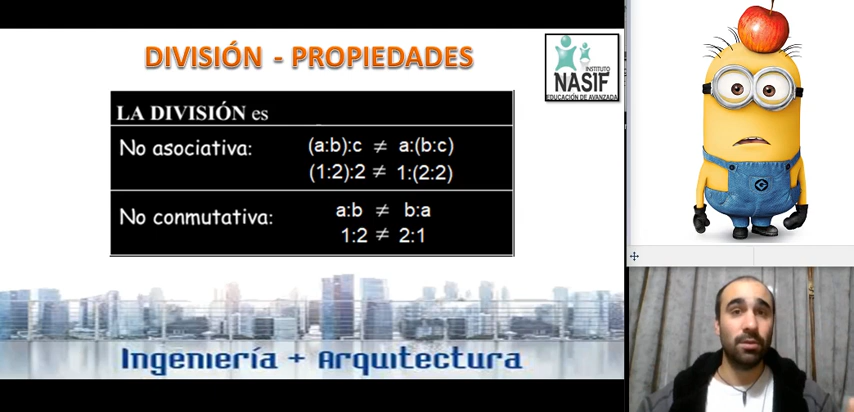 DIVISIÓN - PROPIEDADES
INSTITUTO
NASIF
EDUCACIÓN DE AVANZADA
LA DIVISIÓN es
No asociativa: (a:b):c ≠ a:(b:c)
(1:2):2 ≠ 1:(2:2)
No conmutativa: a:b ≠ b:a
1:2 ≠ 2:1
Ingeniería + Arquitectura